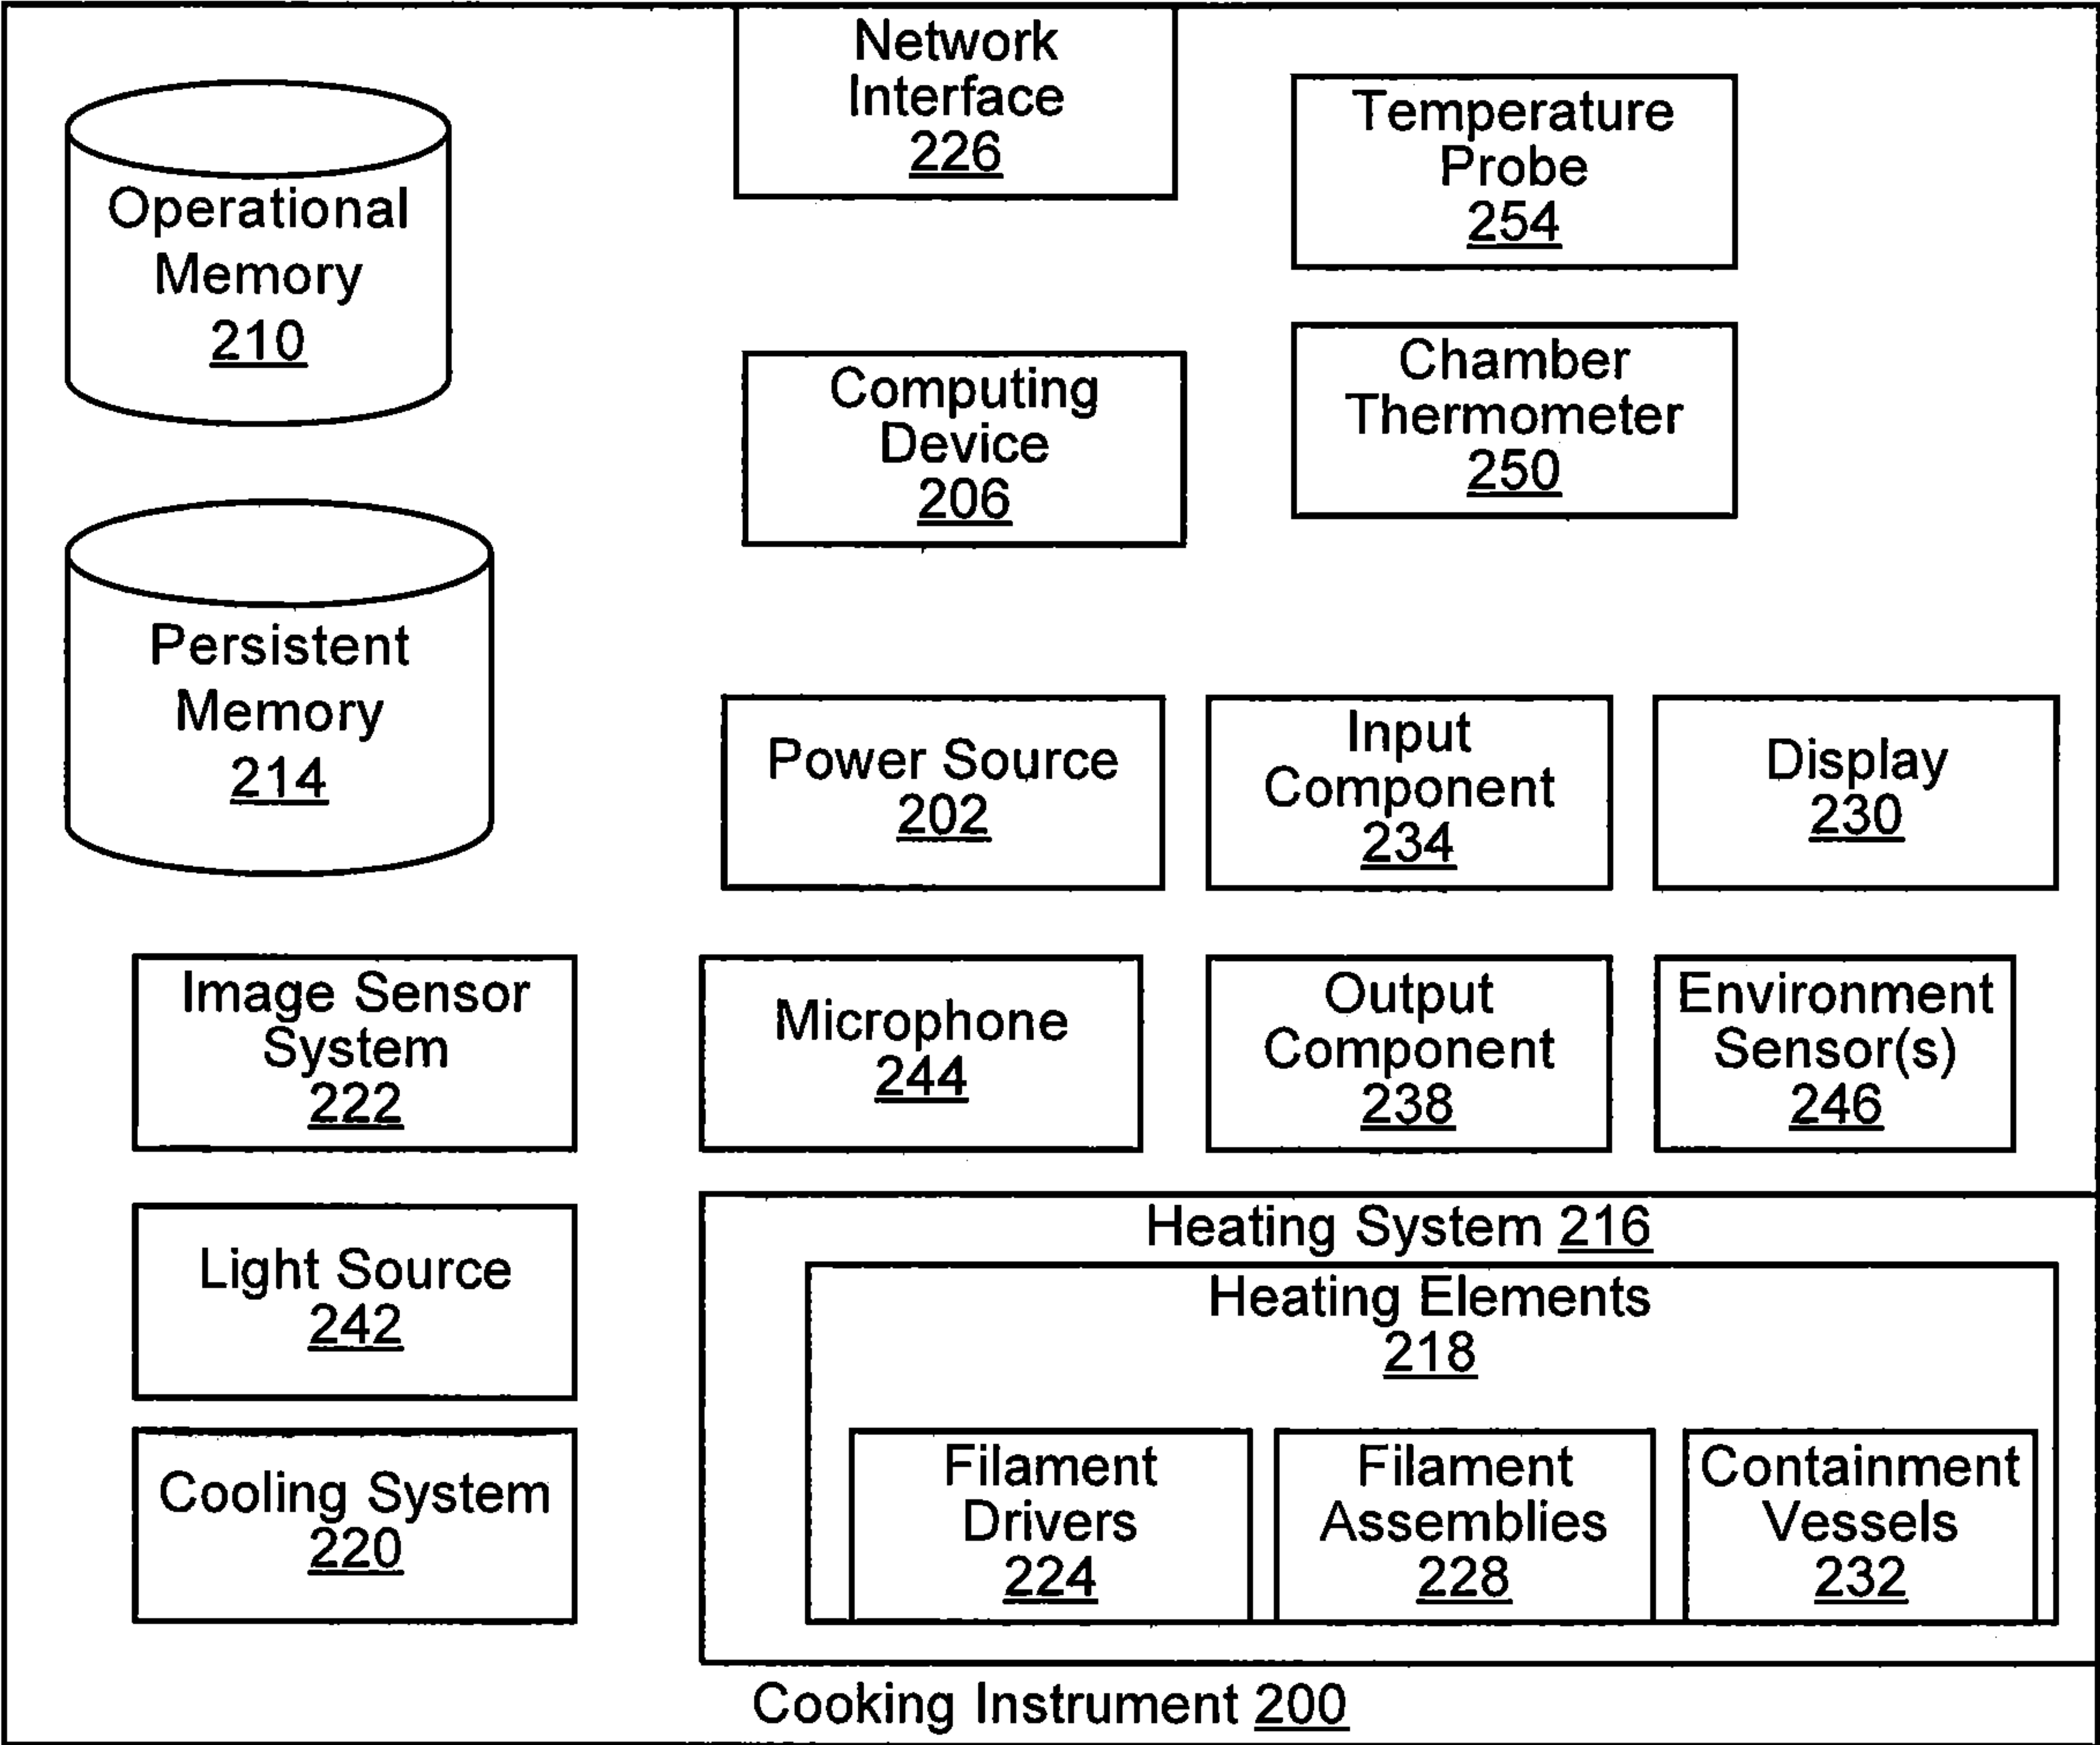 Network
Interface
226
Temperature
Probe
254
Operational
Memory
210
Computing
Device
206
Chamber
Thermometer
250
Persistent
Memory
214
Power Source
202
Input
Component
234
Display
230
Image Sensor
System
222
Microphone
244
Output
Component
238
Environment
Sensor(s)
246
Light Source
242
Cooling System
220
Heating System 216
Heating Elements
218
Filament
Drivers
224
Filament
Assemblies
228
Containment
Vessels
232
Cooking Instrument 200